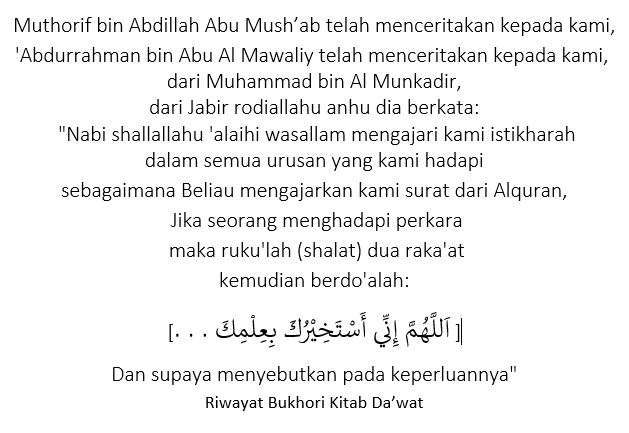 Muthorif bin Abdillah Abu Mush’ab telah menceritakan kepada kami,
'Abdurrahman bin Abu Al Mawaliy telah menceritakan kepada kami,
dari Muhammad bin Al Munkadir,
dari Jabir rodiallahu anhu dia berkata:
"Nabi shallallahu 'alaihi wasallam mengajari kami istikharah
dalam semua urusan yang kami hadapi
sebagaimana Beliau mengajarkan kami surat dari Alquran,
Jika seorang menghadapi perkara
maka ruku'lah (shalat) dua raka'at
kemudian berdo'alah:
[اَللَّهُمَّ إِنِّي أَسْتَخِيْرُكَ بِعِلْمِكَ . . .]
Dan supaya menyebutkan pada keperluannya"
Riwayat Bukhori Kitab Da’wat